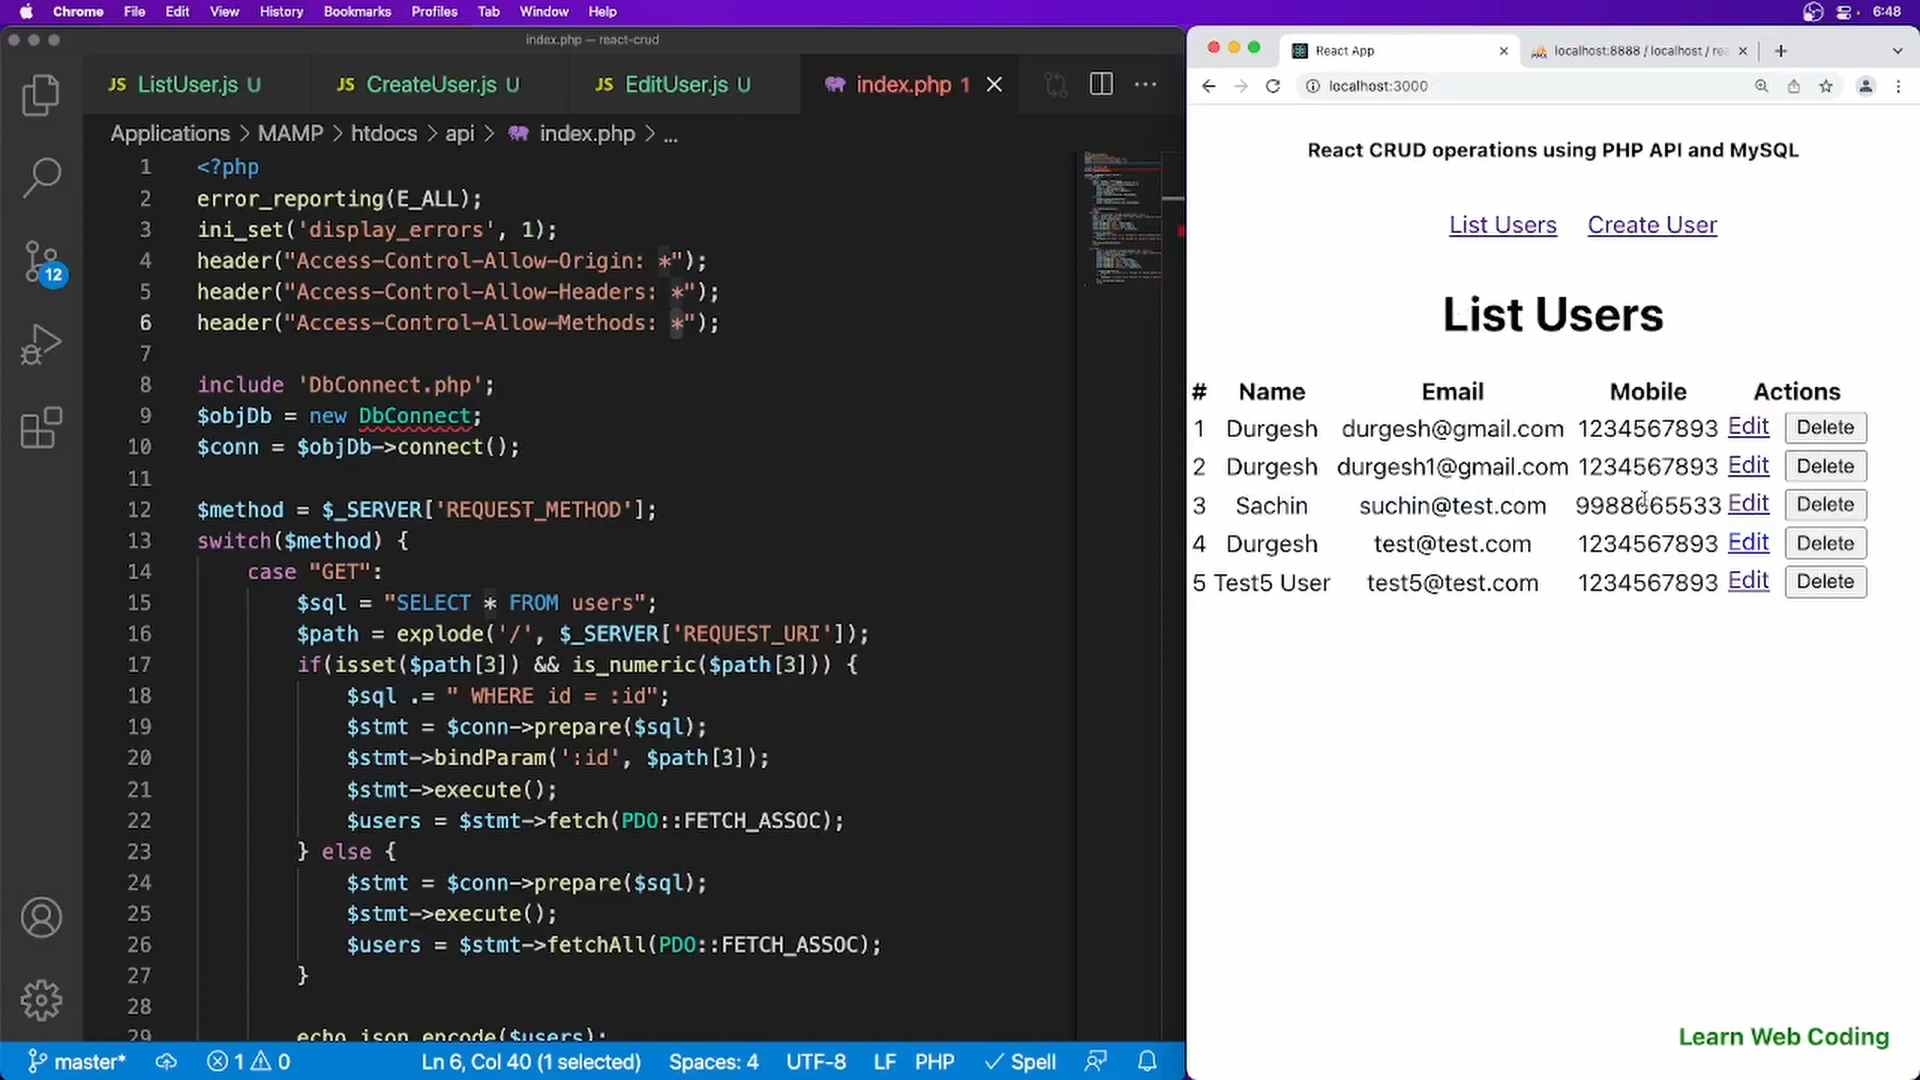 Chrome File Edit View History Bookmarks Profiles Tab Window Help 6:48
index.php — react-crud
JS ListUser.js U JS CreateUser.js U JS EditUser.js U index.php 1
Applications > MAMP > htdocs > api > index.php > ...
1 <?php
2 error_reporting(E_ALL);
3 ini_set('display_errors', 1);
4 header("Access-Control-Allow-Origin: *");
5 header("Access-Control-Allow-Headers: *");
6 header("Access-Control-Allow-Methods: *");
7
8 include 'DbConnect.php';
9 $objDb = new DbConnect;
10 $conn = $objDb->connect();
11
12 $method = $_SERVER['REQUEST_METHOD'];
13 switch($method) {
14 case "GET":
15 $sql = "SELECT * FROM users";
16 $path = explode('/', $_SERVER['REQUEST_URI']);
17 if(isset($path[3]) && is_numeric($path[3])) {
18 $sql .= " WHERE id = :id";
19 $stmt = $conn->prepare($sql);
20 $stmt->bindParam(':id', $path[3]);
21 $stmt->execute();
22 $users = $stmt->fetch(PDO::FETCH_ASSOC);
23 } else {
24 $stmt = $conn->prepare($sql);
25 $stmt->execute();
26 $users = $stmt->fetchAll(PDO::FETCH_ASSOC);
27 }
28
29 echo json_encode($users);
12
master* 1 0 Ln 6, Col 40 (1 selected) Spaces: 4 UTF-8 LF PHP Spell
React App localhost:8888 / localhost / rea
localhost:3000
React CRUD operations using PHP API and MySQL
List Users Create User
List Users
# Name Email Mobile Actions
1 Durgesh durgesh@gmail.com 1234567893 Edit Delete
2 Durgesh durgesh1@gmail.com 1234567893 Edit Delete
3 Sachin suchin@test.com 9988665533 Edit Delete
4 Durgesh test@test.com 1234567893 Edit Delete
5 Test5 User test5@test.com 1234567893 Edit Delete
Learn Web Coding